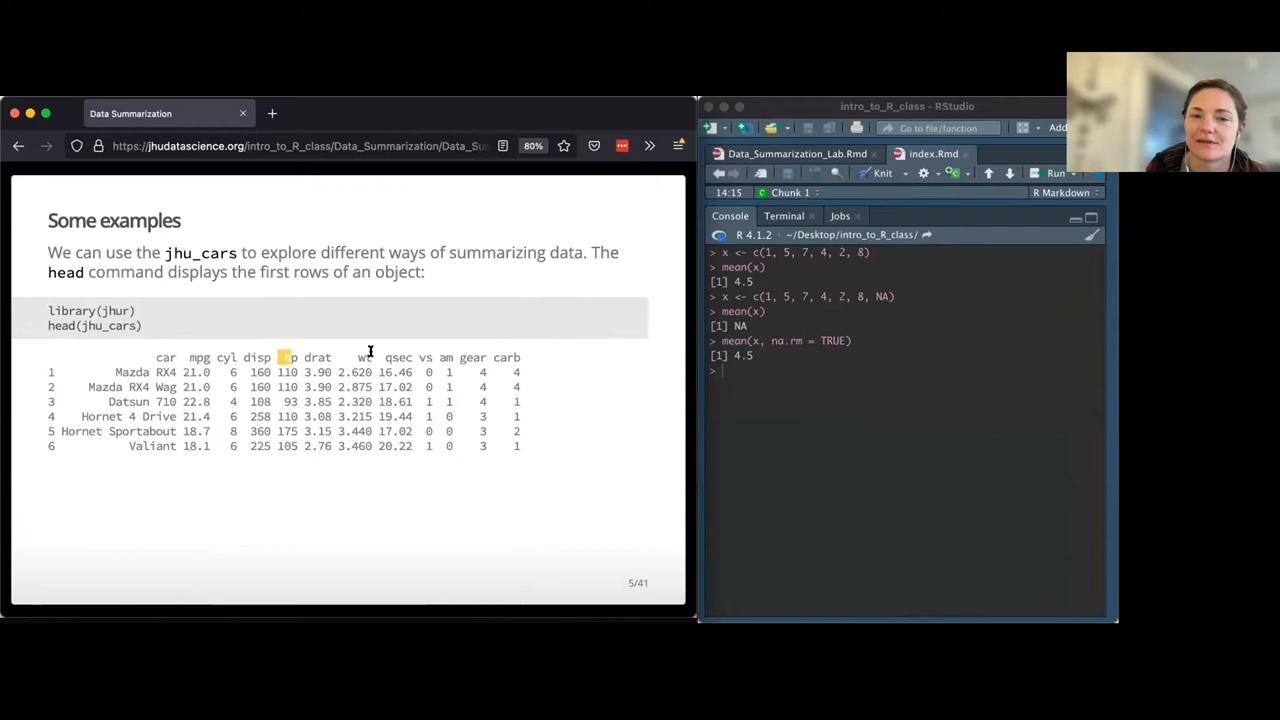 Data Summarization
https://jhudatascience.org/intro_to_R_class/Data_Summarization/Data_Su
80%
Some examples
We can use the jhu_cars to explore different ways of summarizing data. The
head command displays the first rows of an object:
library(jhur)
head(jhu_cars)
car mpg cyl disp hp drat wt qsec vs am gear carb
1 Mazda RX4 21.0 6 160 110 3.90 2.620 16.46 0 1 4 4
2 Mazda RX4 Wag 21.0 6 160 110 3.90 2.875 17.02 0 1 4 4
3 Datsun 710 22.8 4 108 93 3.85 2.320 18.61 1 1 4 1
4 Hornet 4 Drive 21.4 6 258 110 3.08 3.215 19.44 1 0 3 1
5 Hornet Sportabout 18.7 8 360 175 3.15 3.440 17.02 0 0 3 2
6 Valiant 18.1 6 225 105 2.76 3.460 20.22 1 0 3 1
5/41
intro_to_R_class - RStudio
Go to file/function
Add
Data_Summarization_Lab.Rmd
index.Rmd
Knit
Run
14:15
Chunk 1
R Markdown
Console
Terminal
Jobs
R 4.1.2 · ~/Desktop/intro_to_R_class/
> x <- c(1, 5, 7, 4, 2, 8)
> mean(x)
[1] 4.5
> x <- c(1, 5, 7, 4, 2, 8, NA)
> mean(x)
[1] NA
> mean(x, na.rm = TRUE)
[1] 4.5
>